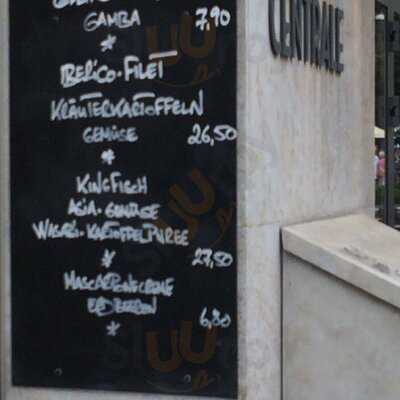 GAMBA 7,90
*
IBERICO-FILET
KRÄUTERKARTOFFELN
GEMÜSE 26,50
*
KINGFISCH
ASIA-GEMÜSE
WASABI-KARTOFFELPÜREE
* 27,50
MASCARPONECREME
ERDBEEREN
* 6,80
CENTRALE